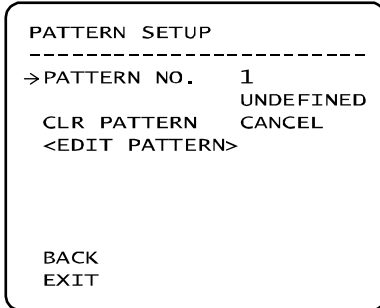 PATTERN SETUP
→PATTERN NO. 1
UNDEFINED
CLR PATTERN CANCEL
<EDIT PATTERN>
BACK
EXIT